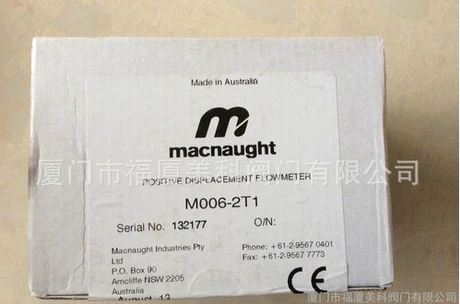 Made in Australia
macnaught
厦门市福厦美科阀门有限公司
POSITIVE DISPLACEMENT FLOWMETER
M006-2T1
Serial No. 132177 O/N:
Macnaught Industries Pty Ltd
P.O. Box 90
Arncliffe NSW 2205
Australia
Phone: +61-2-9567 0401
Fax: +61-2-9567 7773
August 13
厦门市福厦美科阀门有限公司